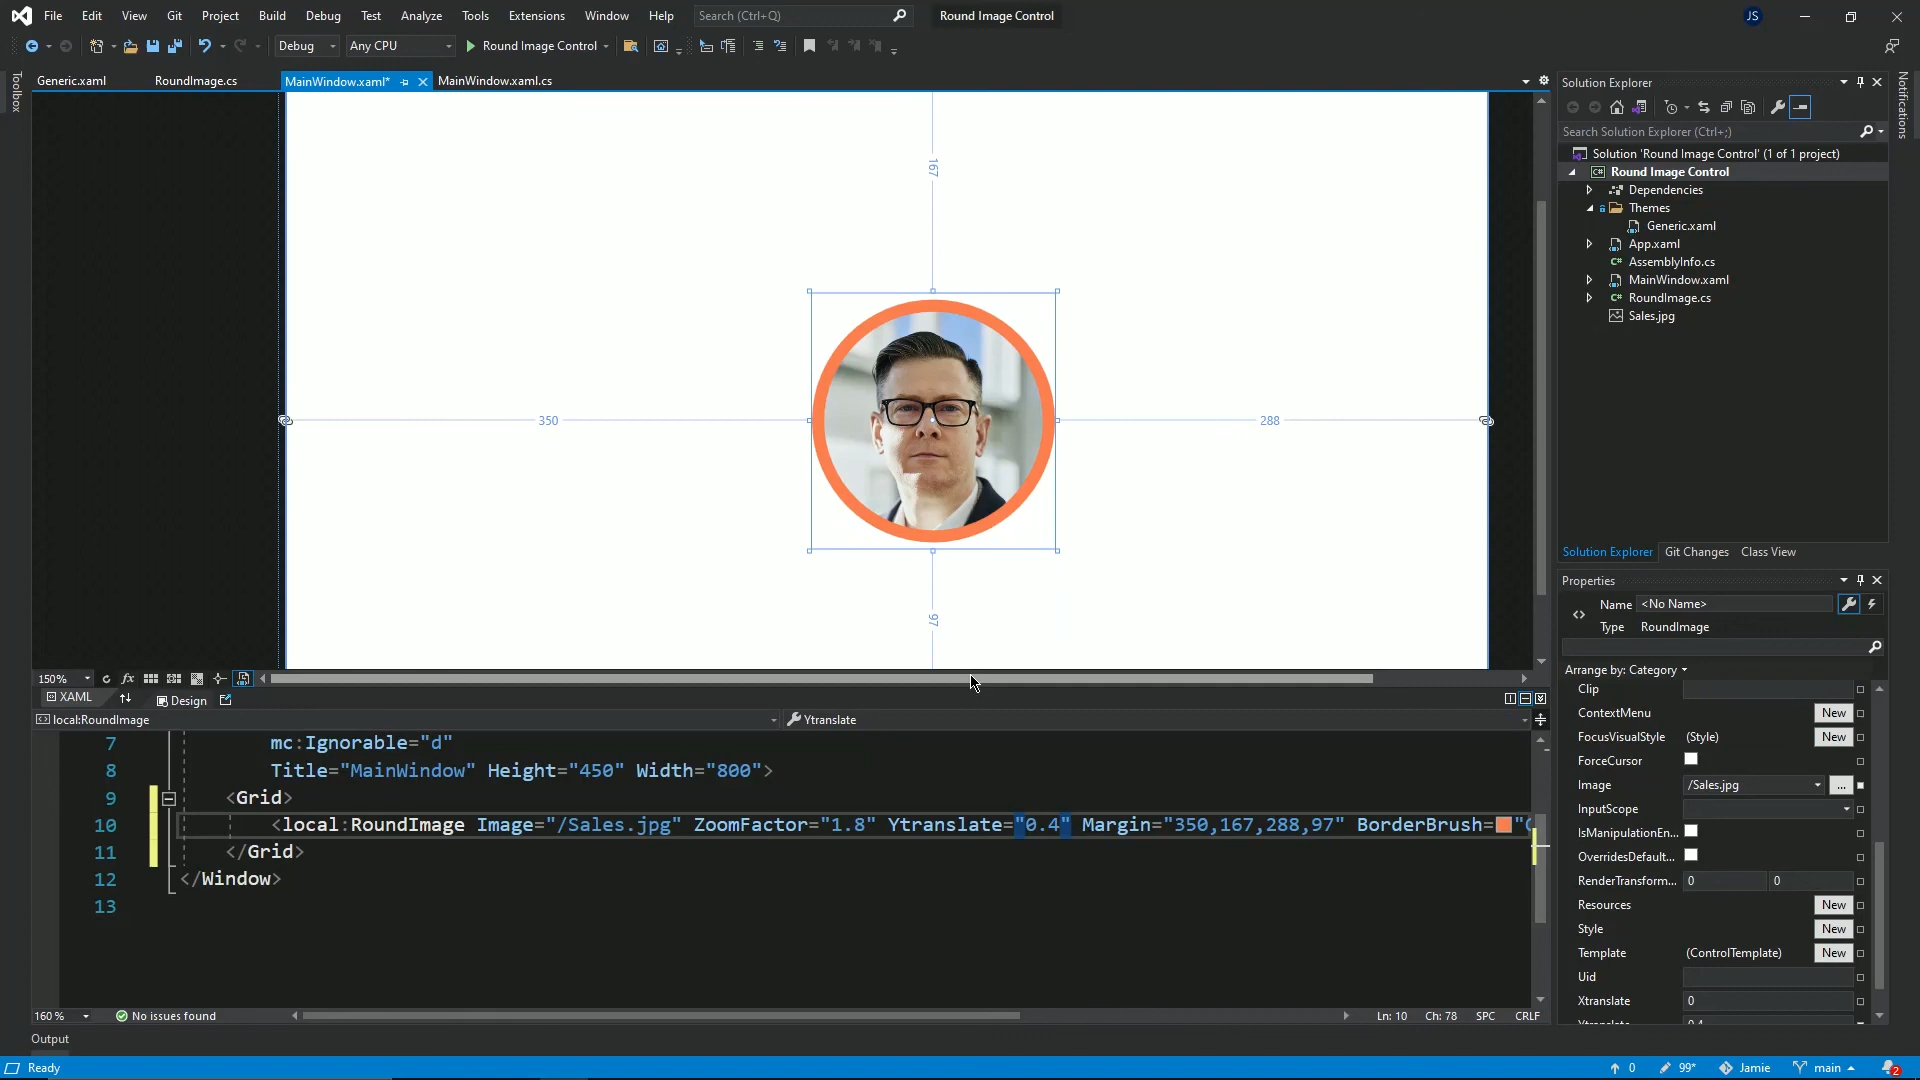 File Edit View Git Project Build Debug Test Analyze Tools Extensions Window Help Search (Ctrl+Q) Round Image Control JS
Debug Any CPU Round Image Control
Toolbox
Generic.xaml RoundImage.cs MainWindow.xaml* MainWindow.xaml.cs
167
350
288
97
150%
XAML Design
local:RoundImage Ytranslate
7 mc:Ignorable="d"
8 Title="MainWindow" Height="450" Width="800">
9 <Grid>
10 <local:RoundImage Image="/Sales.jpg" ZoomFactor="1.8" Ytranslate="0.4" Margin="350,167,288,97" BorderBrush="
11 </Grid>
12 </Window>
13
160 % No issues found Ln: 10 Ch: 78 SPC CRLF
Output
Ready 0 99* Jamie main 2
Solution Explorer
Search Solution Explorer (Ctrl+;)
Solution 'Round Image Control' (1 of 1 project)
C# Round Image Control
Dependencies
Themes
Generic.xaml
App.xaml
C# AssemblyInfo.cs
MainWindow.xaml
C# RoundImage.cs
Sales.jpg
Solution Explorer Git Changes Class View
Properties
Name <No Name>
Type RoundImage
Arrange by: Category
Clip
ContextMenu New
FocusVisualStyle (Style) New
ForceCursor
Image /Sales.jpg ...
InputScope
IsManipulationEn...
OverridesDefault...
RenderTransform... 0 0
Resources New
Style New
Template (ControlTemplate) New
Uid
Xtranslate 0
Ytranslate 0.4
Notifications